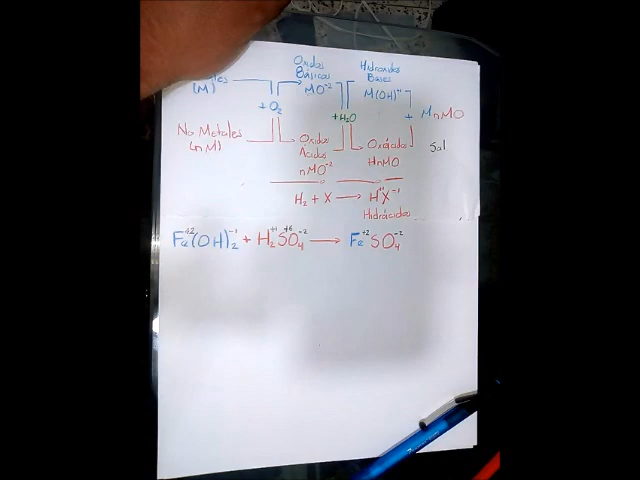 Óxidos Hidróxidos
Básicos Bases
(M) MO⁻² M(OH)⁻¹
+O₂ +H₂O + MnMO
No Metales Óxidos Oxácidos Sal
(nM) Ácidos HnMO
nMO⁻²
H₂ + X → H⁺¹X⁻¹
Hidrácidos
Fe⁺²(OH)₂⁻¹ + H₂⁺¹S⁺⁶O₄⁻² → Fe⁺²SO₄⁻²